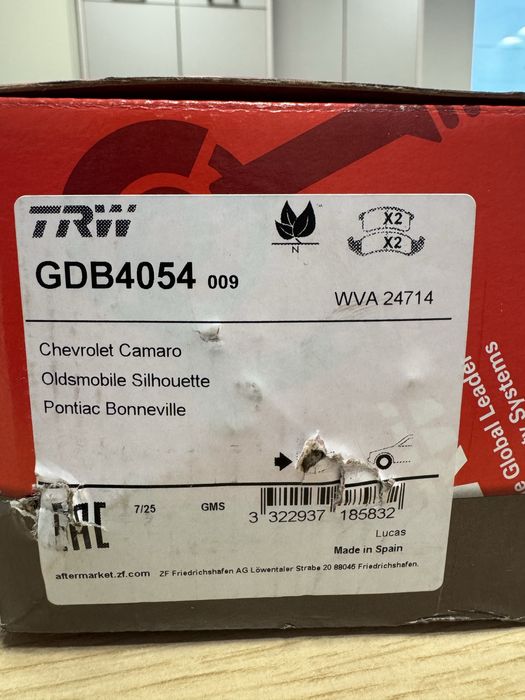 TRW
N
X2
X2
GDB4054 009
WVA 24714
Chevrolet Camaro
Oldsmobile Silhouette
Pontiac Bonneville
Global Leader
Systems
EAC
7/25
GMS
3 322937 185832
Lucas
Made in Spain
aftermarket.zf.com ZF Friedrichshafen AG Löwentaler Straße 20 88046 Friedrichshafen.